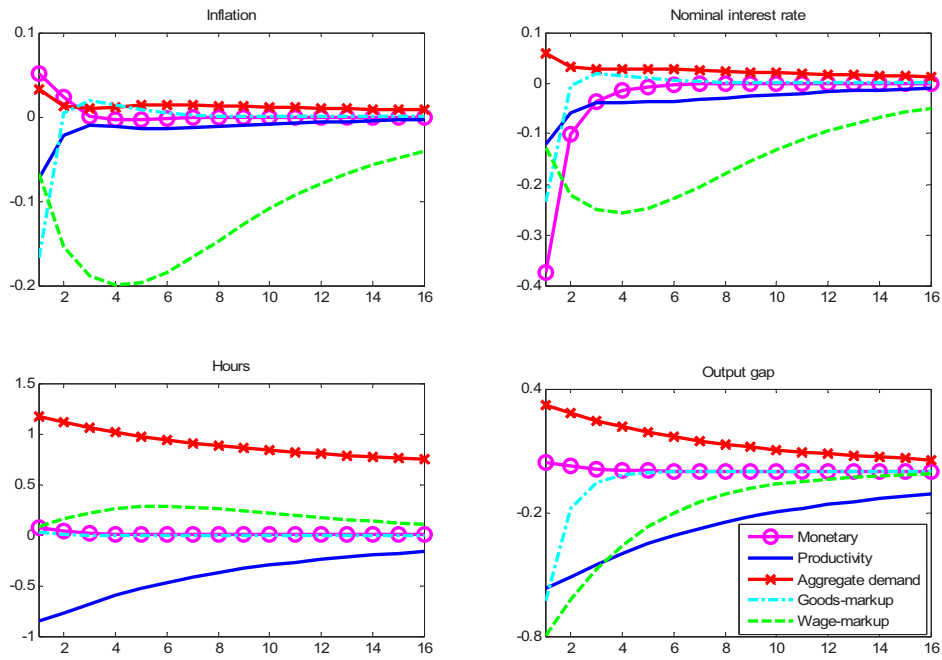 Inflation
0.1
0
-0.1
-0.2
2 4 6 8 10 12 14 16
Nominal interest rate
0.1
0
-0.1
-0.2
-0.3
-0.4
2 4 6 8 10 12 14 16
Hours
1.5
1
0.5
0
-0.5
-1
2 4 6 8 10 12 14 16
Output gap
0.4
-0.2
-0.8
2 4 6 8 10 12 14 16
Monetary
Productivity
Aggregate demand
Goods-markup
Wage-markup